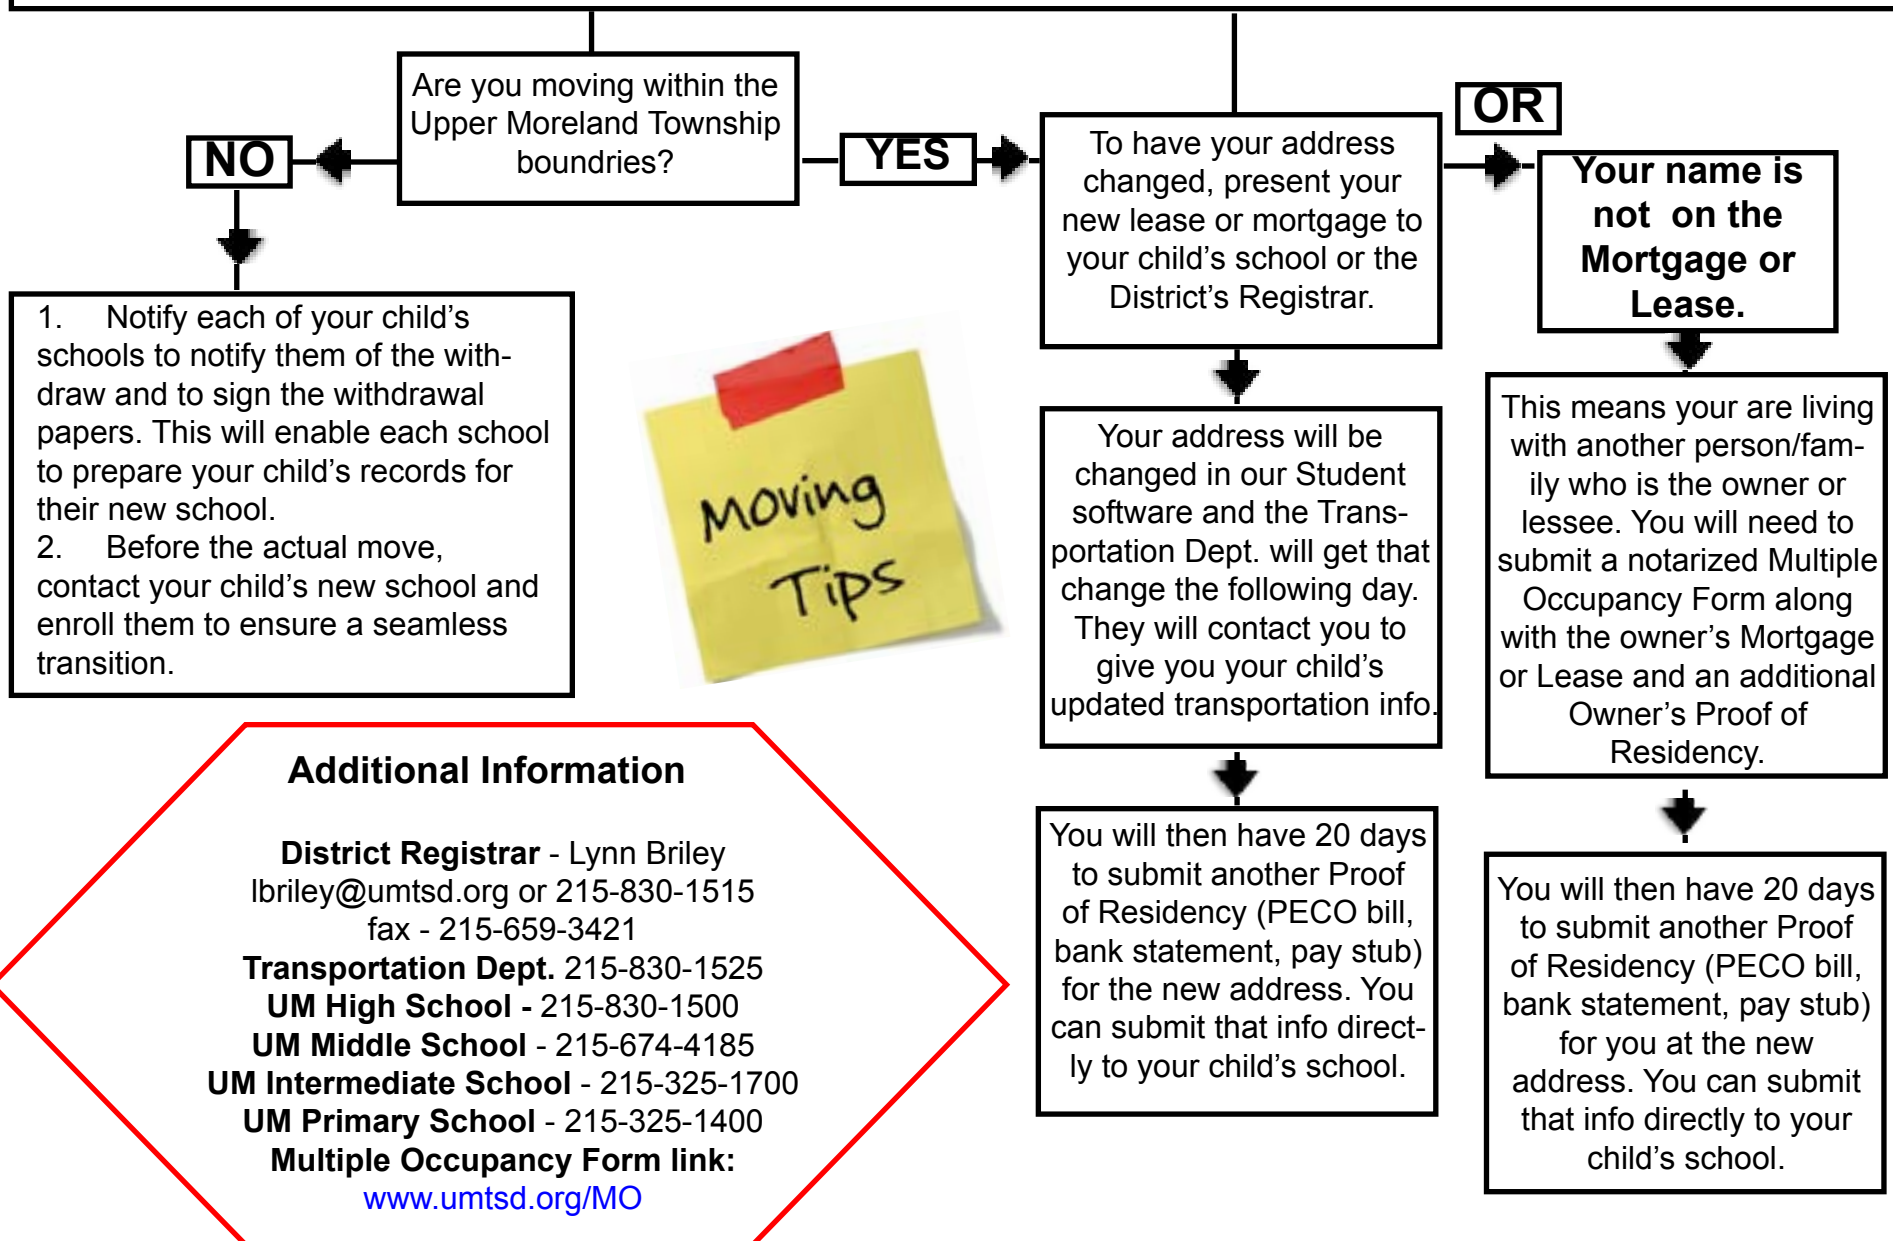 Are you moving within the
Upper Moreland Township
boundries?
NO
YES
To have your address
changed, present your
new lease or mortgage to
your child's school or the
District's Registrar.
OR
Your name is
not on the
Mortgage or
Lease.
1. Notify each of your child's
schools to notify them of the with-
draw and to sign the withdrawal
papers. This will enable each school
to prepare your child's records for
their new school.
2. Before the actual move,
contact your child's new school and
enroll them to ensure a seamless
transition.
Moving
Tips
Your address will be
changed in our Student
software and the Trans-
portation Dept. will get that
change the following day.
They will contact you to
give you your child's
updated transportation info.
This means your are living
with another person/fam-
ily who is the owner or
lessee. You will need to
submit a notarized Multiple
Occupancy Form along
with the owner's Mortgage
or Lease and an additional
Owner's Proof of
Residency.
You will then have 20 days
to submit another Proof
of Residency (PECO bill,
bank statement, pay stub)
for the new address. You
can submit that info direct-
ly to your child's school.
You will then have 20 days
to submit another Proof
of Residency (PECO bill,
bank statement, pay stub)
for you at the new
address. You can submit
that info directly to your
child's school.
Additional Information
District Registrar - Lynn Briley
lbriley@umtsd.org or 215-830-1515
fax - 215-659-3421
Transportation Dept. 215-830-1525
UM High School - 215-830-1500
UM Middle School - 215-674-4185
UM Intermediate School - 215-325-1700
UM Primary School - 215-325-1400
Multiple Occupancy Form link:
www.umtsd.org/MO